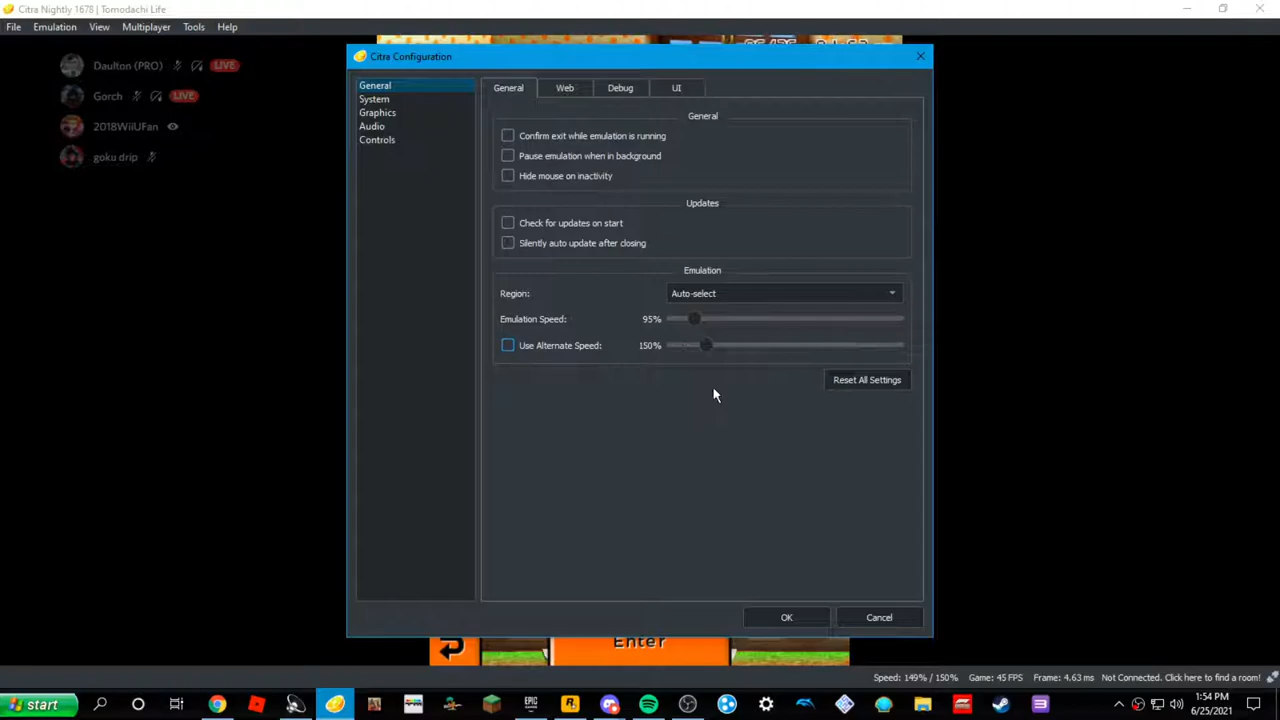 Citra Nightly 1678 | Tomodachi Life
File Emulation View Multiplayer Tools Help
Daulton (PRO) LIVE
Gorch LIVE
2018WiiUFan
goku drip
Citra Configuration
General
System
Graphics
Audio
Controls
General Web Debug UI
General
Confirm exit while emulation is running
Pause emulation when in background
Hide mouse on inactivity
Updates
Check for updates on start
Silently auto update after closing
Emulation
Region: Auto-select
Emulation Speed: 95%
Use Alternate Speed: 150%
Reset All Settings
OK Cancel
Enter
Speed: 149% / 150% Game: 45 FPS Frame: 4.63 ms Not Connected. Click here to find a room!
start
EPIC
1:54 PM
6/25/2021